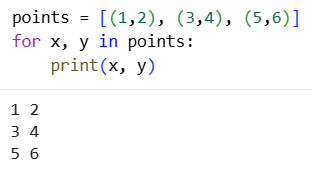 points = [(1,2), (3,4), (5,6)]
for x, y in points:
    print(x, y)
1 2
3 4
5 6